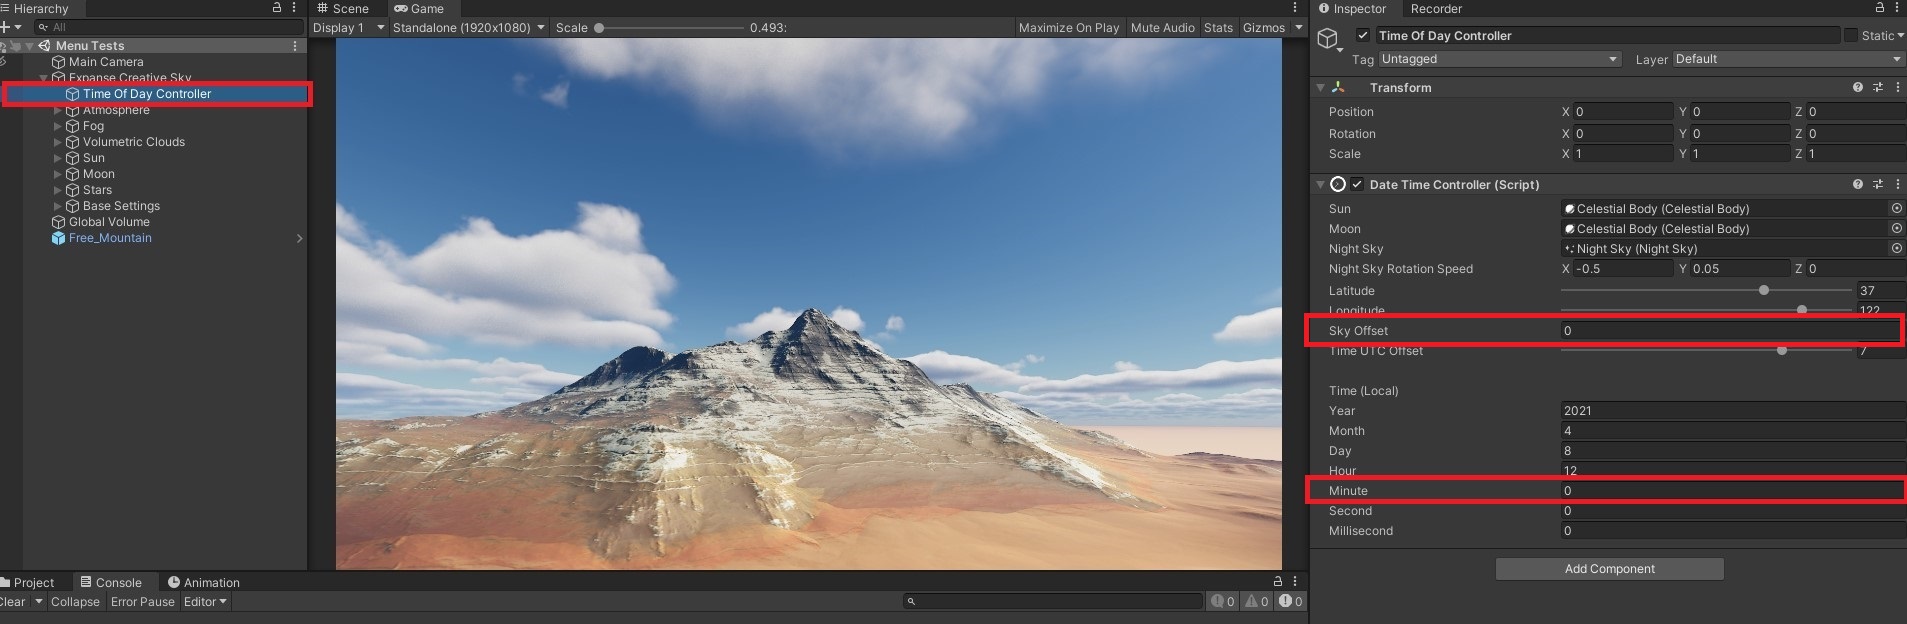 Hierarchy
All
Menu Tests
Main Camera
Expanse Creative Sky
Time Of Day Controller
Atmosphere
Fog
Volumetric Clouds
Sun
Moon
Stars
Base Settings
Global Volume
Free_Mountain
Scene Game
Display 1 Standalone (1920x1080) Scale 0.493: Maximize On Play Mute Audio Stats Gizmos
Project Console Animation
Clear Collapse Error Pause Editor 0 0 0
Inspector Recorder
Time Of Day Controller Static
Tag Untagged Layer Default
Transform
Position X 0 Y 0 Z 0
Rotation X 0 Y 0 Z 0
Scale X 1 Y 1 Z 1
Date Time Controller (Script)
Sun Celestial Body (Celestial Body)
Moon Celestial Body (Celestial Body)
Night Sky Night Sky (Night Sky)
Night Sky Rotation Speed X -0.5 Y 0.05 Z 0
Latitude 37
Longitude 122
Sky Offset 0
Time UTC Offset 7
Time (Local)
Year 2021
Month 4
Day 8
Hour 12
Minute 0
Second 0
Millisecond 0
Add Component